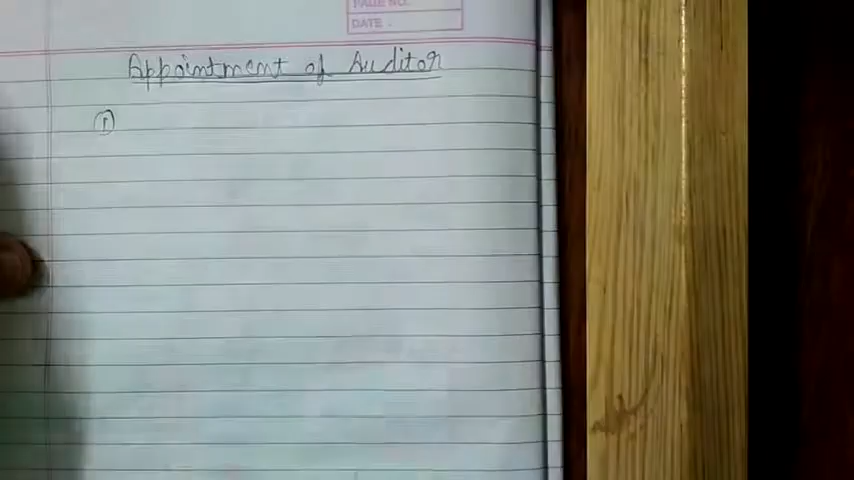 PAGE NO.
DATE .
Appointment of Auditor
①